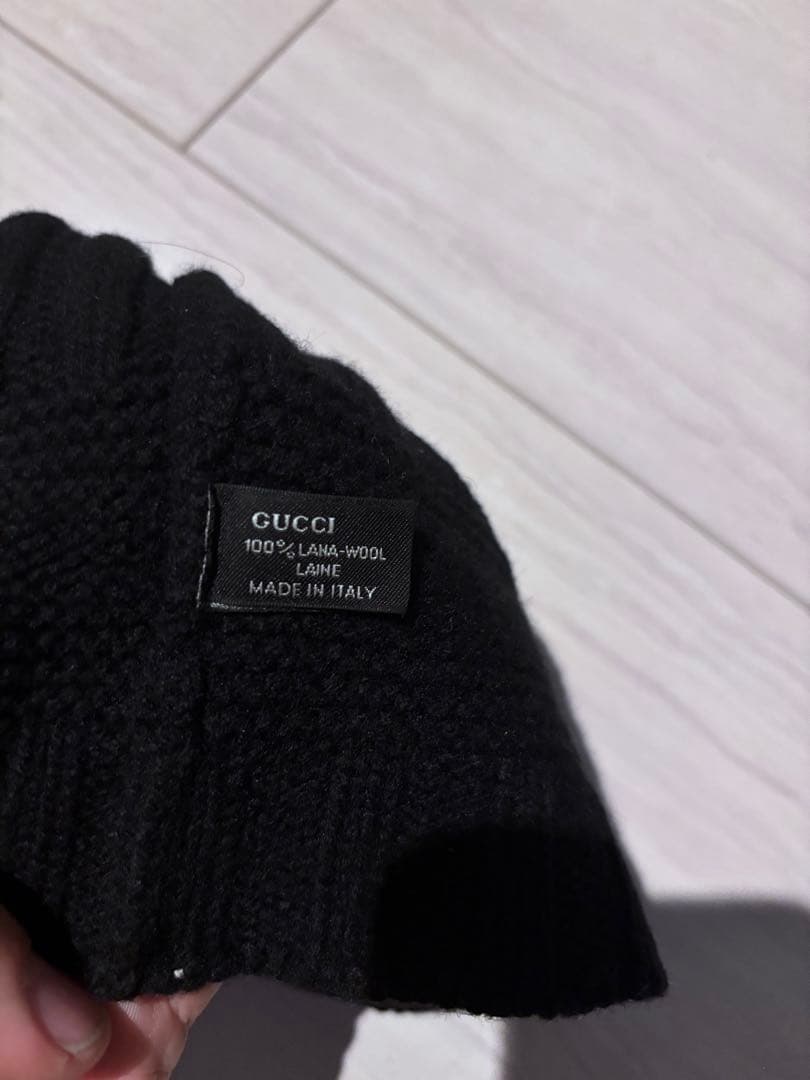 GUCCI
100% LANA-WOOL
LAINE
MADE IN ITALY